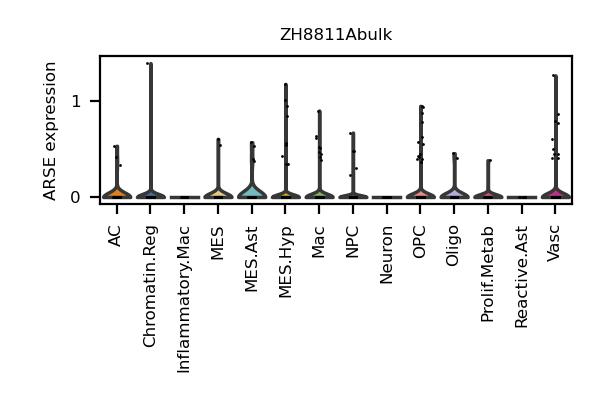 ZH8811Abulk
ARSE expression
1
0
AC
Chromatin.Reg
Inflammatory.Mac
MES
MES.Ast
MES.Hyp
Mac
NPC
Neuron
OPC
Oligo
Prolif.Metab
Reactive.Ast
Vasc